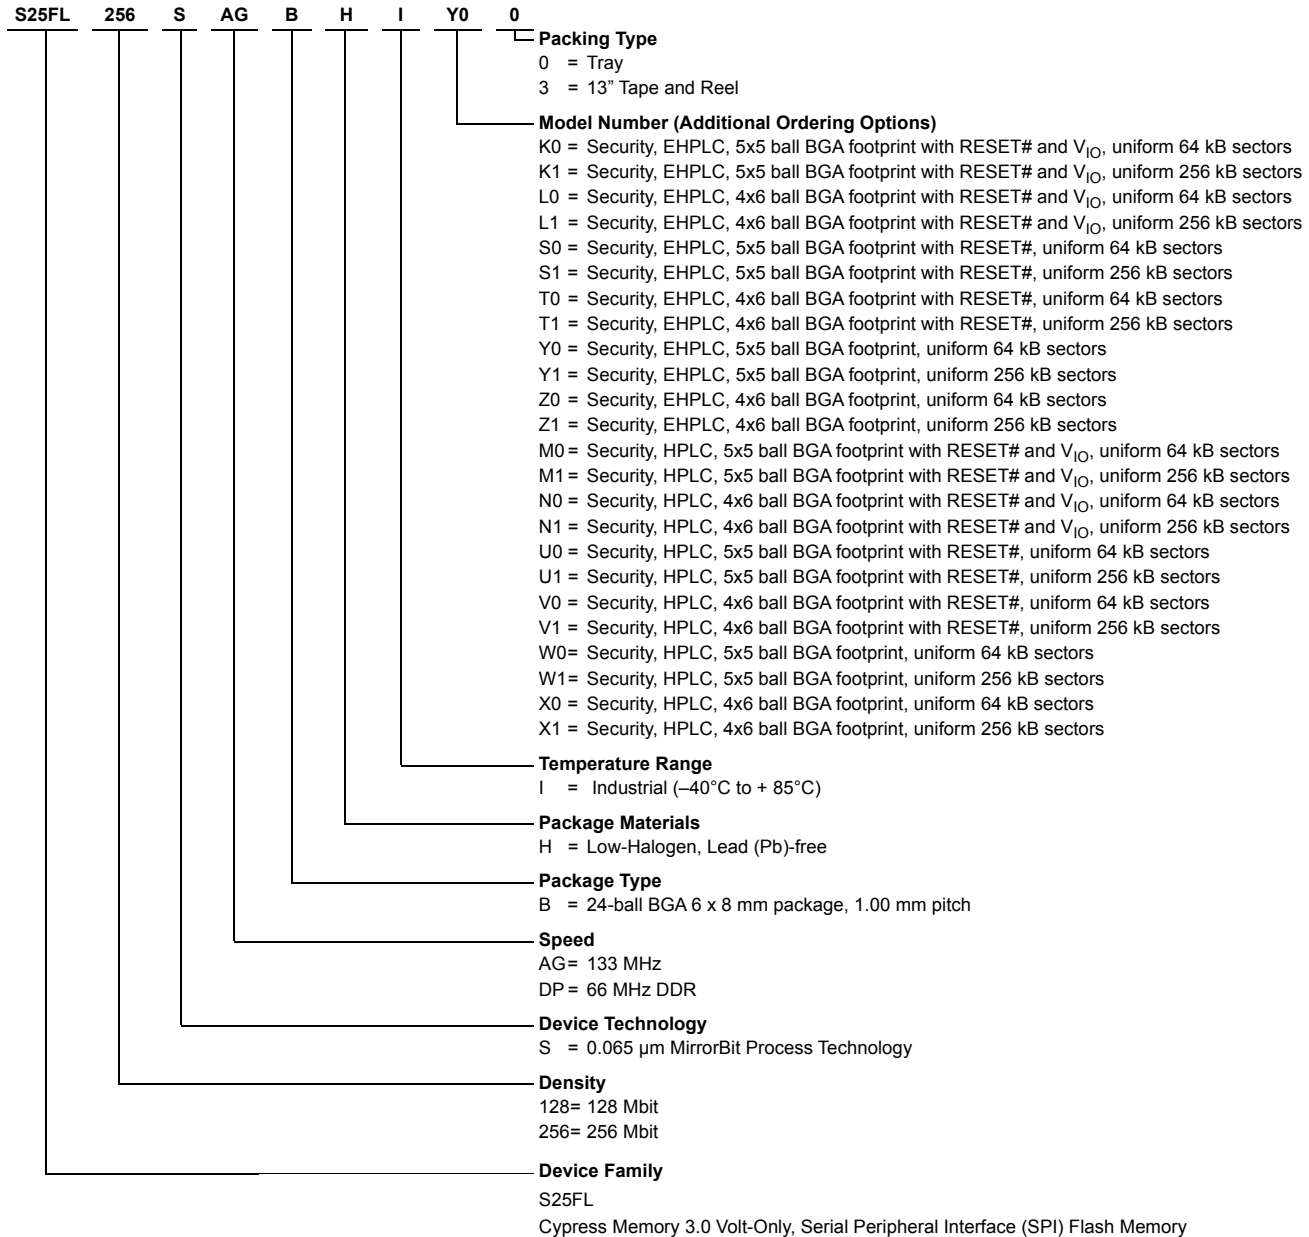 S25FL 256 S AG B H I Y0 0
Packing Type
0 = Tray
3 = 13” Tape and Reel
Model Number (Additional Ordering Options)
K0 = Security, EHPLC, 5x5 ball BGA footprint with RESET# and VIO, uniform 64 kB sectors
K1 = Security, EHPLC, 5x5 ball BGA footprint with RESET# and VIO, uniform 256 kB sectors
L0 = Security, EHPLC, 4x6 ball BGA footprint with RESET# and VIO, uniform 64 kB sectors
L1 = Security, EHPLC, 4x6 ball BGA footprint with RESET# and VIO, uniform 256 kB sectors
S0 = Security, EHPLC, 5x5 ball BGA footprint with RESET#, uniform 64 kB sectors
S1 = Security, EHPLC, 5x5 ball BGA footprint with RESET#, uniform 256 kB sectors
T0 = Security, EHPLC, 4x6 ball BGA footprint with RESET#, uniform 64 kB sectors
T1 = Security, EHPLC, 4x6 ball BGA footprint with RESET#, uniform 256 kB sectors
Y0 = Security, EHPLC, 5x5 ball BGA footprint, uniform 64 kB sectors
Y1 = Security, EHPLC, 5x5 ball BGA footprint, uniform 256 kB sectors
Z0 = Security, EHPLC, 4x6 ball BGA footprint, uniform 64 kB sectors
Z1 = Security, EHPLC, 4x6 ball BGA footprint, uniform 256 kB sectors
M0 = Security, HPLC, 5x5 ball BGA footprint with RESET# and VIO, uniform 64 kB sectors
M1 = Security, HPLC, 5x5 ball BGA footprint with RESET# and VIO, uniform 256 kB sectors
N0 = Security, HPLC, 4x6 ball BGA footprint with RESET# and VIO, uniform 64 kB sectors
N1 = Security, HPLC, 4x6 ball BGA footprint with RESET# and VIO, uniform 256 kB sectors
U0 = Security, HPLC, 5x5 ball BGA footprint with RESET#, uniform 64 kB sectors
U1 = Security, HPLC, 5x5 ball BGA footprint with RESET#, uniform 256 kB sectors
V0 = Security, HPLC, 4x6 ball BGA footprint with RESET#, uniform 64 kB sectors
V1 = Security, HPLC, 4x6 ball BGA footprint with RESET#, uniform 256 kB sectors
W0= Security, HPLC, 5x5 ball BGA footprint, uniform 64 kB sectors
W1= Security, HPLC, 5x5 ball BGA footprint, uniform 256 kB sectors
X0 = Security, HPLC, 4x6 ball BGA footprint, uniform 64 kB sectors
X1 = Security, HPLC, 4x6 ball BGA footprint, uniform 256 kB sectors
Temperature Range
I = Industrial (–40°C to + 85°C)
Package Materials
H = Low-Halogen, Lead (Pb)-free
Package Type
B = 24-ball BGA 6 x 8 mm package, 1.00 mm pitch
Speed
AG= 133 MHz
DP = 66 MHz DDR
Device Technology
S = 0.065 µm MirrorBit Process Technology
Density
128= 128 Mbit
256= 256 Mbit
Device Family
S25FL
Cypress Memory 3.0 Volt-Only, Serial Peripheral Interface (SPI) Flash Memory